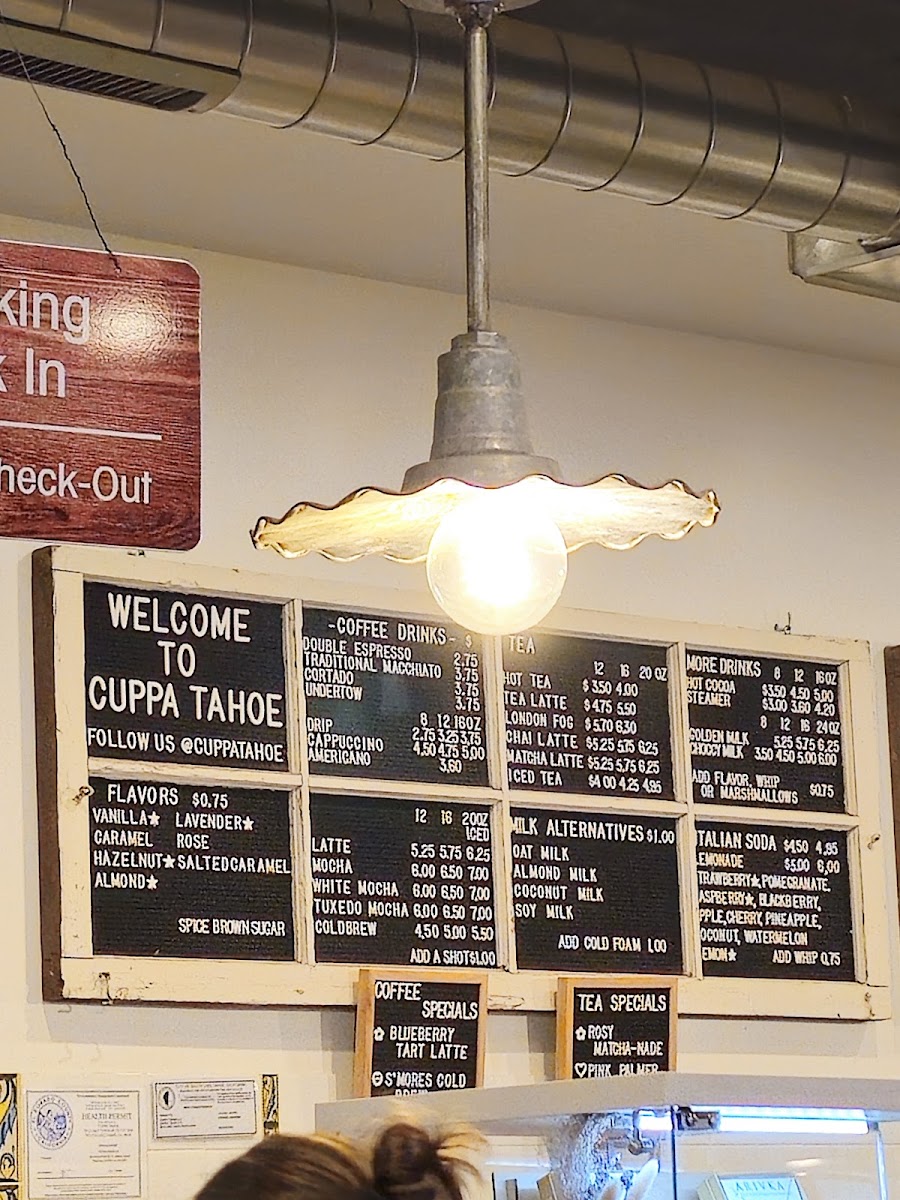 king
k In
heck-Out
WELCOME
TO
CUPPA TAHOE
FOLLOW US @CUPPATAHOE
-COFFEE DRINKS- $
DOUBLE ESPRESSO 2.75
TRADITIONAL MACCHIATO 3.75
CORTADO 3.75
UNDERTOW 3.75
8 12 16OZ
DRIP 2.75 3.25 3.75
CAPPUCCINO 4.50 4.75 5.00
AMERICANO 3.60
TEA
12 16 20 OZ
HOT TEA $3.50 4.00
TEA LATTE $4.75 5.50
LONDON FOG $5.70 6.30
CHAI LATTE $5.25 5.75 6.25
MATCHA LATTE $5.25 5.75 6.25
ICED TEA $4.00 4.25 4.95
MORE DRINKS 8 12 16OZ
HOT COCOA $3.50 4.50 5.00
STEAMER $3.00 3.60 4.20
8 12 16 24OZ
GOLDEN MILK 5.25 5.75 6.25
CHOCCY MILK 3.50 4.50 5.00 6.00
ADD FLAVOR, WHIP
OR MARSHMALLOWS $0.75
FLAVORS $0.75
VANILLA★ LAVENDER★
CARAMEL ROSE
HAZELNUT★ SALTED CARAMEL
ALMOND★
SPICE BROWN SUGAR
12 16 20OZ
ICED
LATTE 5.25 5.75 6.25
MOCHA 6.00 6.50 7.00
WHITE MOCHA 6.00 6.50 7.00
TUXEDO MOCHA 6.00 6.50 7.00
COLDBREW 4.50 5.00 5.50
ADD A SHOT $1.00
MILK ALTERNATIVES $1.00
OAT MILK
ALMOND MILK
COCONUT MILK
SOY MILK
ADD COLD FOAM 1.00
ITALIAN SODA $4.50 4.95
LEMONADE $5.00 6.00
STRAWBERRY★, POMEGRANATE,
RASPBERRY★, BLACKBERRY,
APPLE, CHERRY, PINEAPPLE,
COCONUT, WATERMELON
LEMON★ ADD WHIP 0.75
COFFEE
SPECIALS
BLUEBERRY
TART LATTE
S'MORES COLD
BREW
TEA SPECIALS
ROSY
MATCHA-NADE
PINK PALMER
HEALTH PERMIT